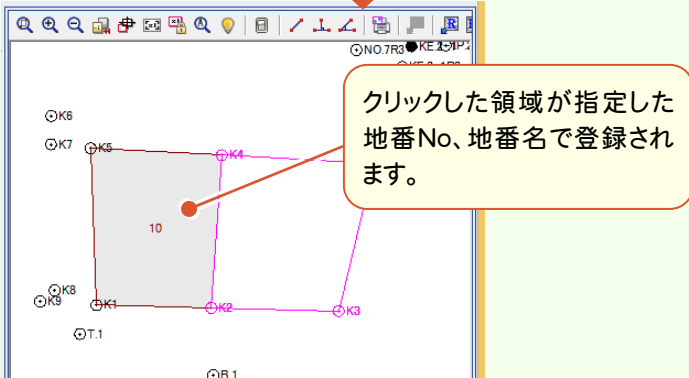 NO.7R3
クリックした領域が指定した
地番No、地番名で登録され
ます。
K6
K7
K5
K4
10
K8
K9
K1
K2
K3
T.1
B.1